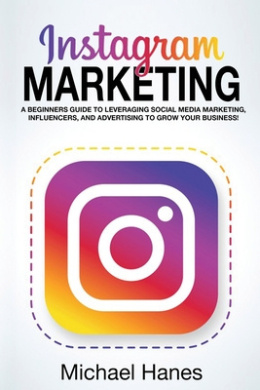 Instagram
MARKETING
A BEGINNERS GUIDE TO LEVERAGING SOCIAL MEDIA MARKETING,
INFLUENCERS, AND ADVERTISING TO GROW YOUR BUSINESS!
Michael Hanes